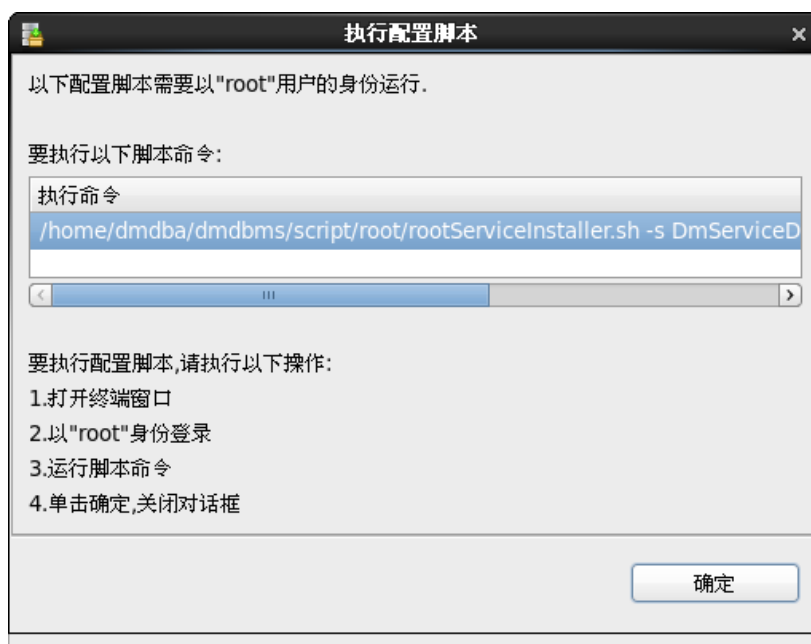 执行配置脚本
以下配置脚本需要以"root"用户的身份运行.
要执行以下脚本命令:
执行命令
/home/dmdba/dmdbms/script/root/rootServiceInstaller.sh -s DmServiceD
要执行配置脚本,请执行以下操作:
1.打开终端窗口
2.以"root"身份登录
3.运行脚本命令
4.单击确定,关闭对话框
确定